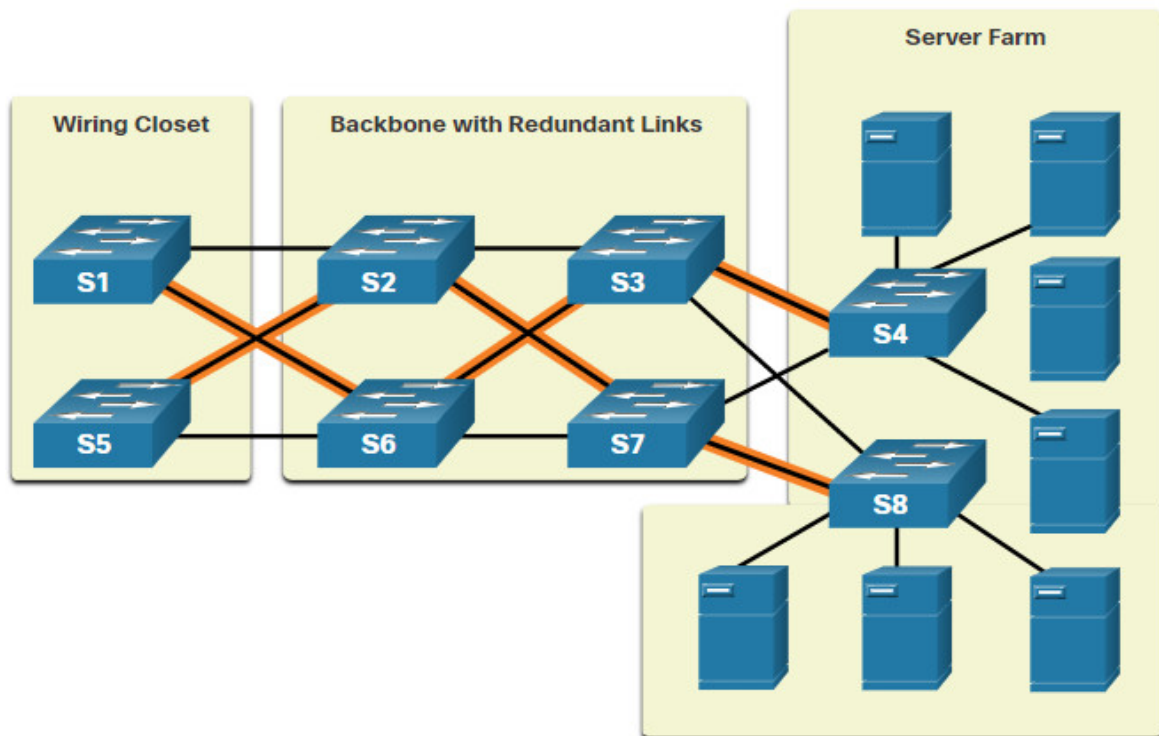 Server Farm
Wiring Closet
Backbone with Redundant Links
S1
S2
S3
S4
S5
S6
S7
S8